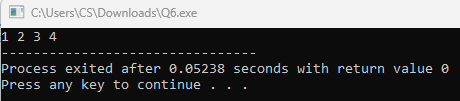 C:\Users\CS\Downloads\Q6.exe
1 2 3 4
--------------------------------
Process exited after 0.05238 seconds with return value 0
Press any key to continue . . .